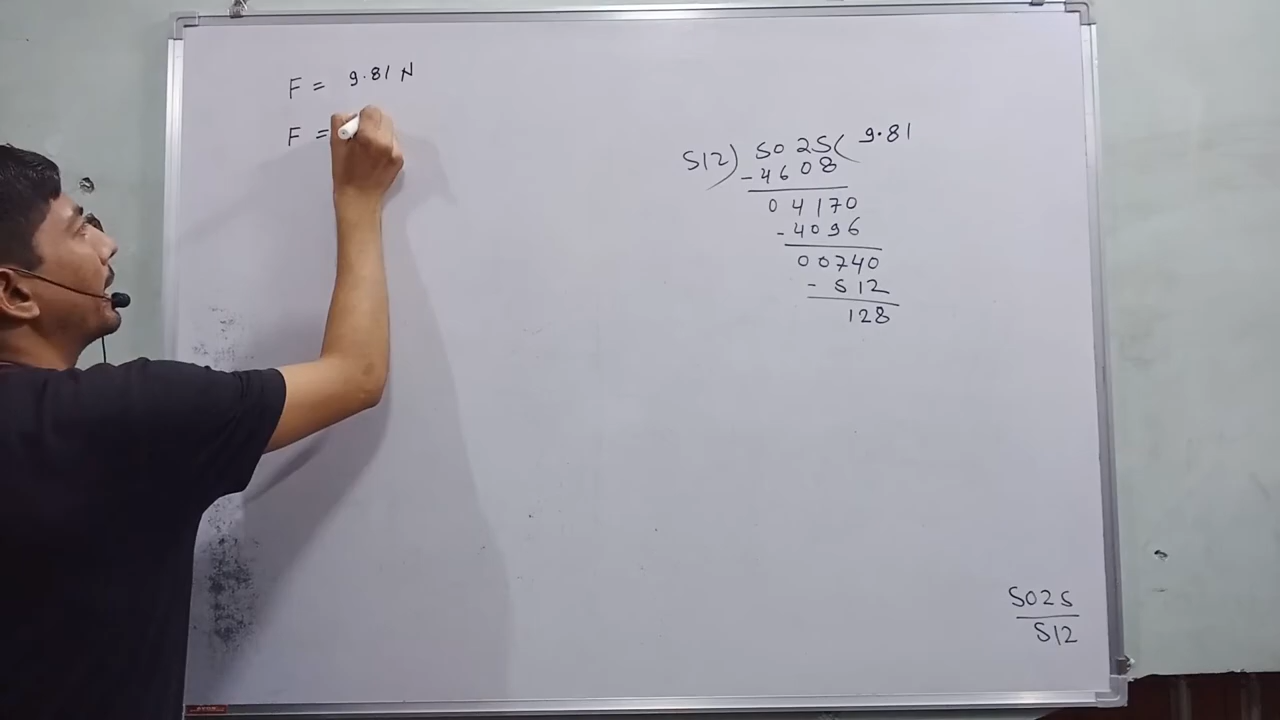 F = 9.81 N
F =
512) 5025( 9.81
-4608
04170
-4096
00740
- 512
128
5025
512